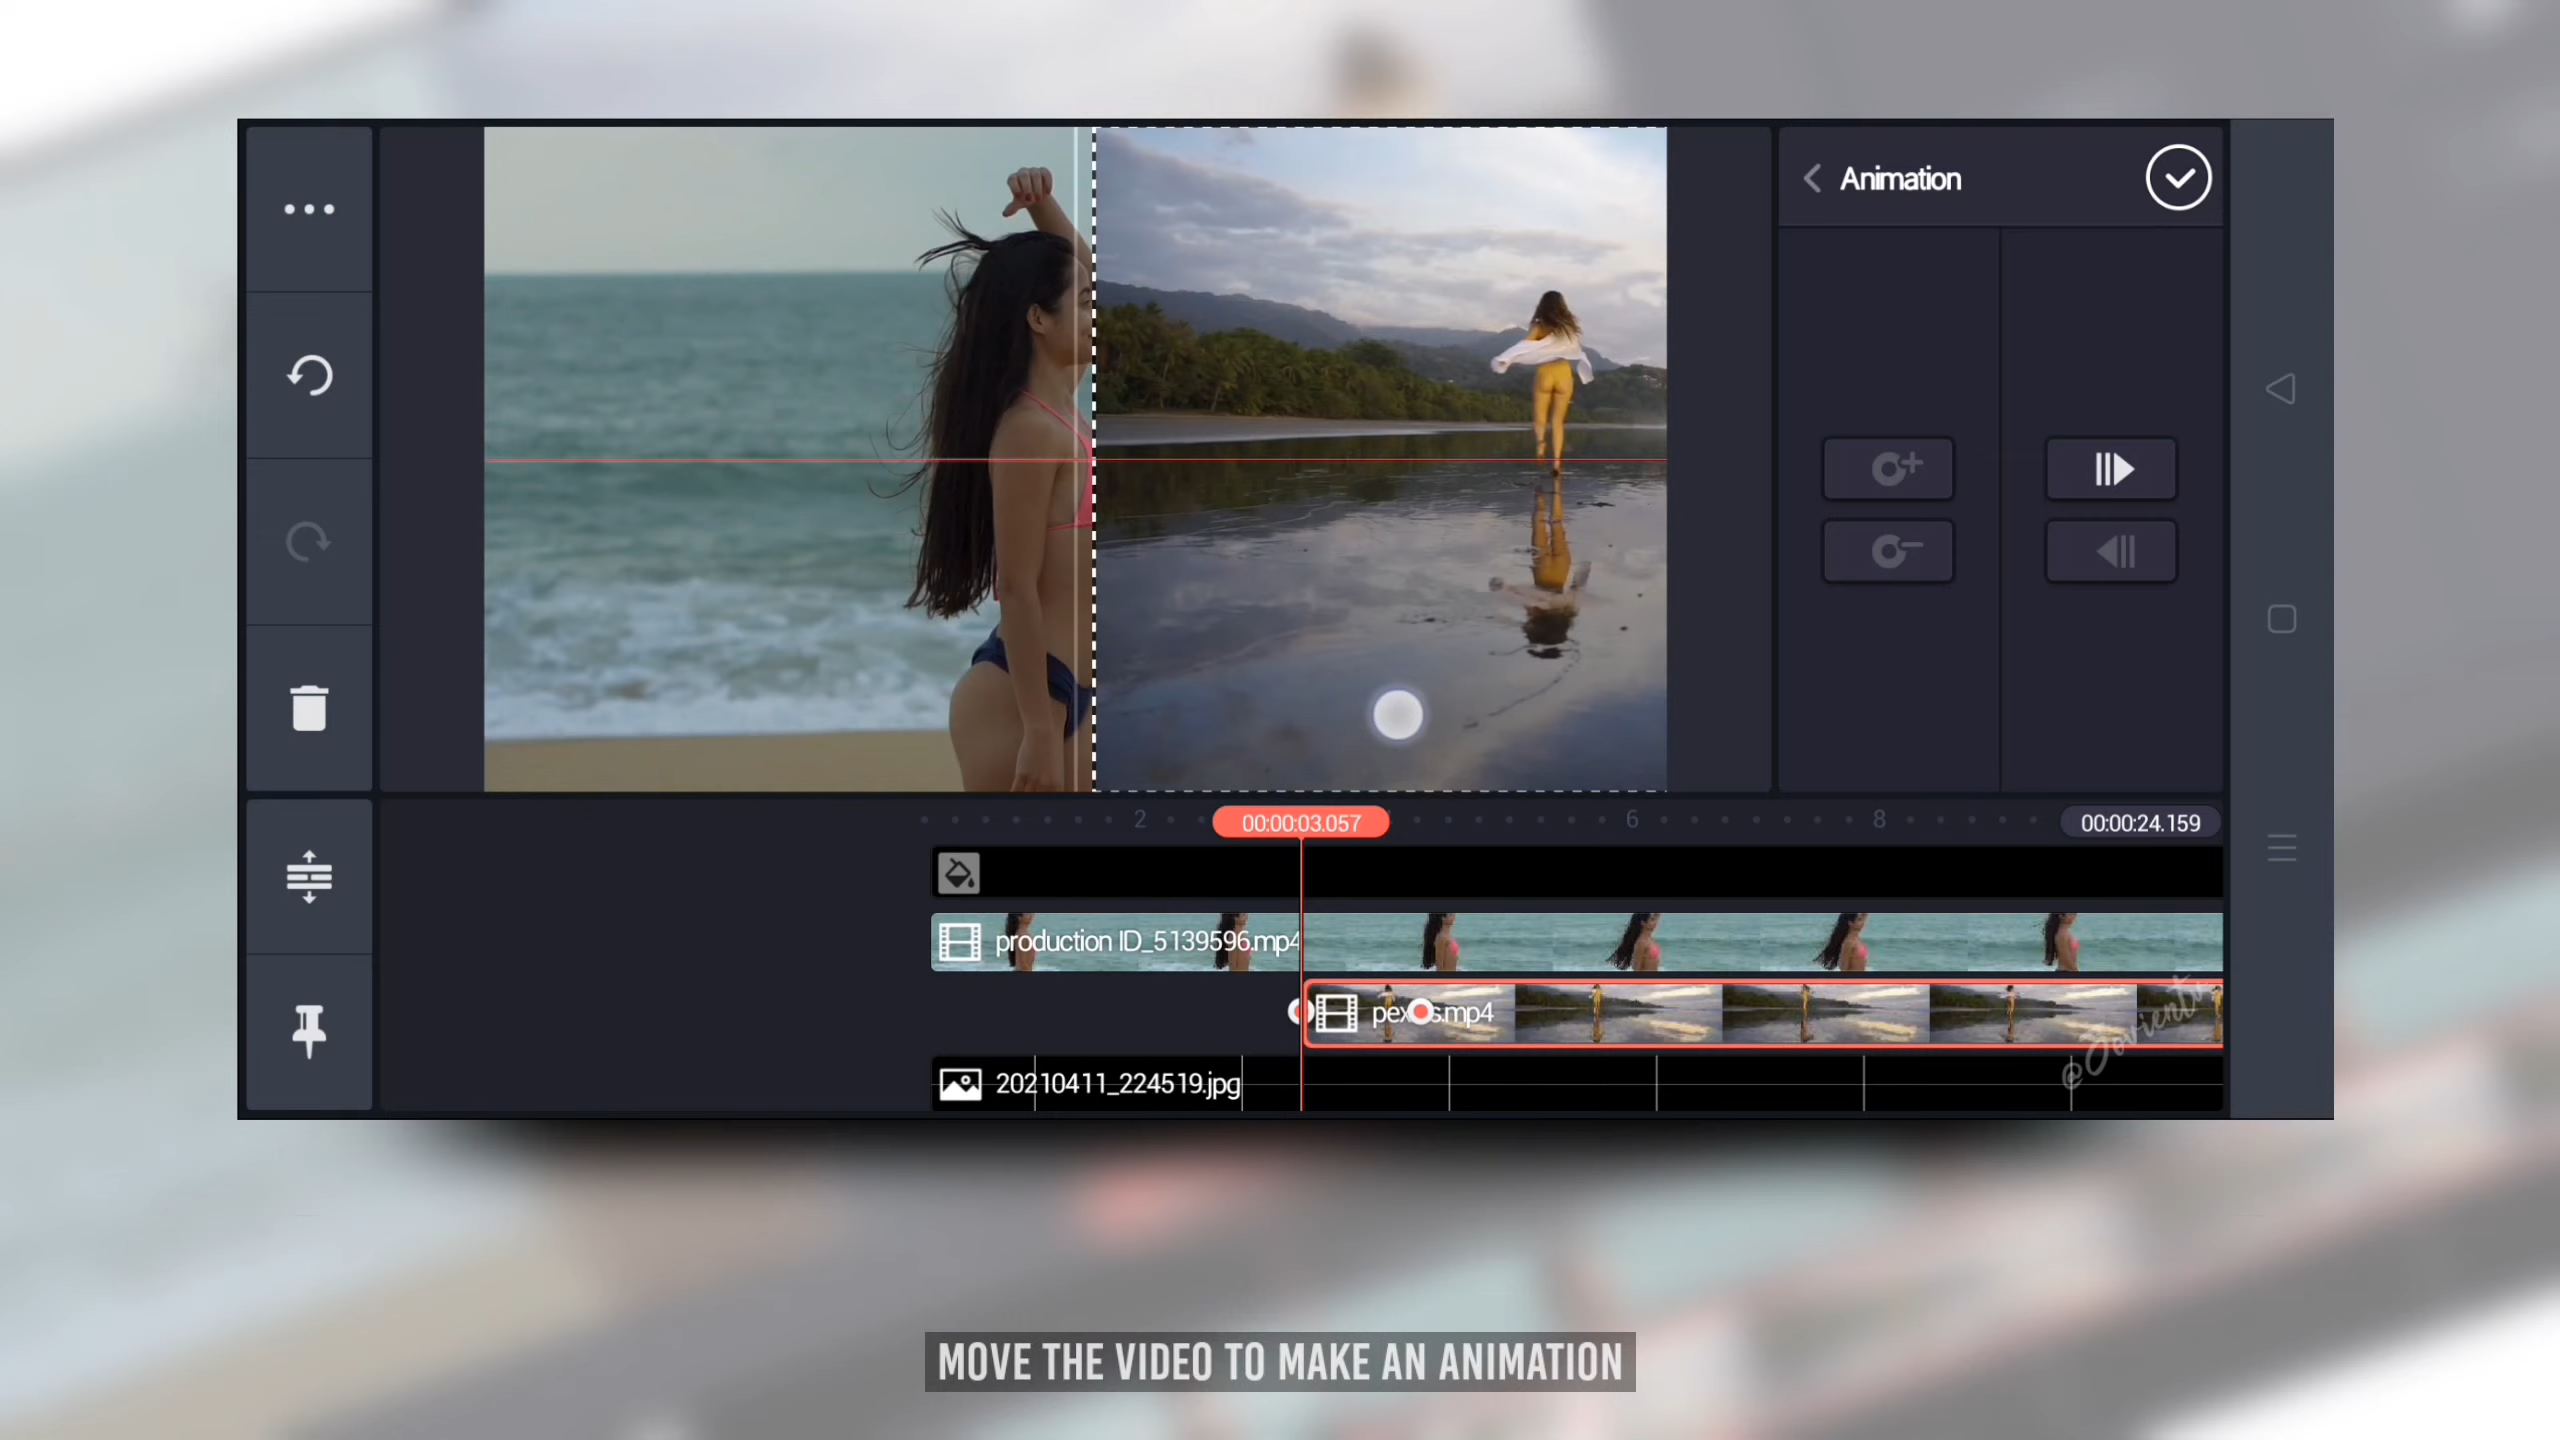 Animation
2
00:00:03.057
6
8
00:00:24.159
production ID_5139596.mp4
s.mp4
20210411_224519.jpg
MOVE THE VIDEO TO MAKE AN ANIMATION